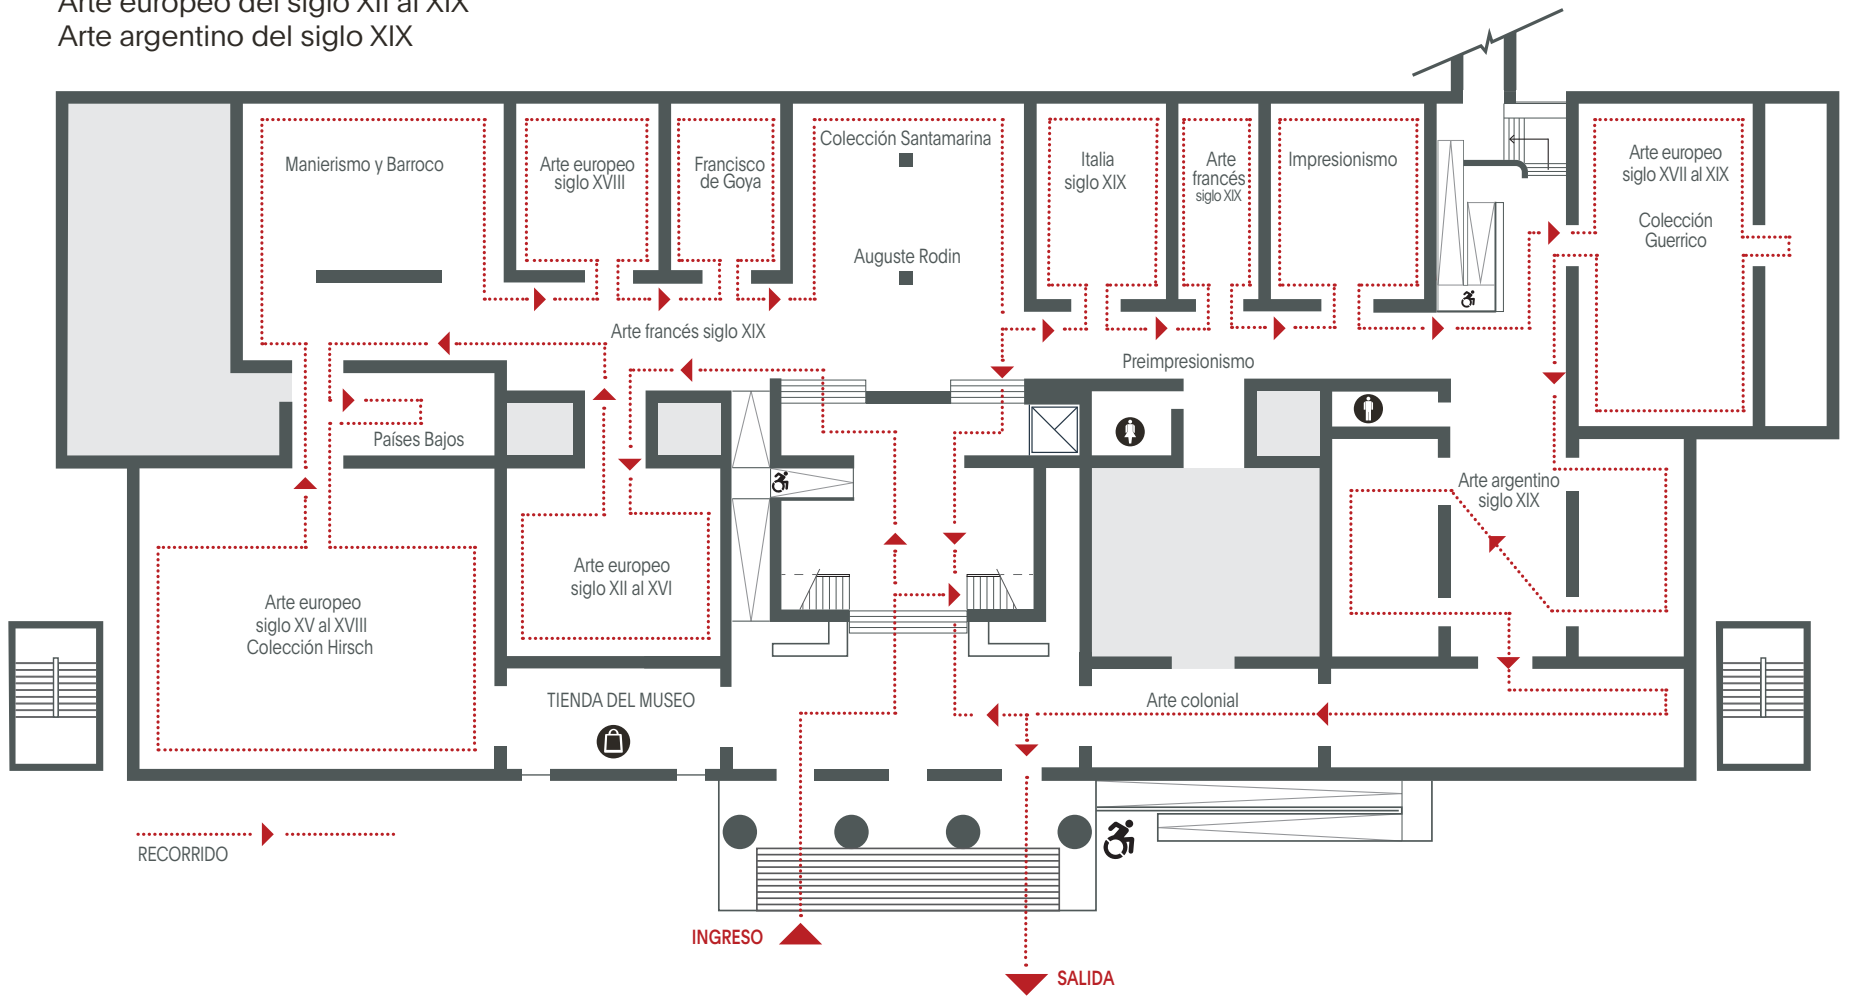 Arte europeo del siglo XII al XIX
Arte argentino del siglo XIX
Manierismo y Barroco
Arte europeo
siglo XVIII
Francisco
de Goya
Colección Santamarina
Auguste Rodin
Italia
siglo XIX
Arte
francés
siglo XIX
Impresionismo
Arte europeo
siglo XVII al XIX
Colección
Guerrico
Arte francés siglo XIX
Preimpresionismo
Países Bajos
Arte argentino
siglo XIX
Arte europeo
siglo XII al XVI
Arte europeo
siglo XV al XVIII
Colección Hirsch
TIENDA DEL MUSEO
Arte colonial
RECORRIDO
INGRESO
SALIDA